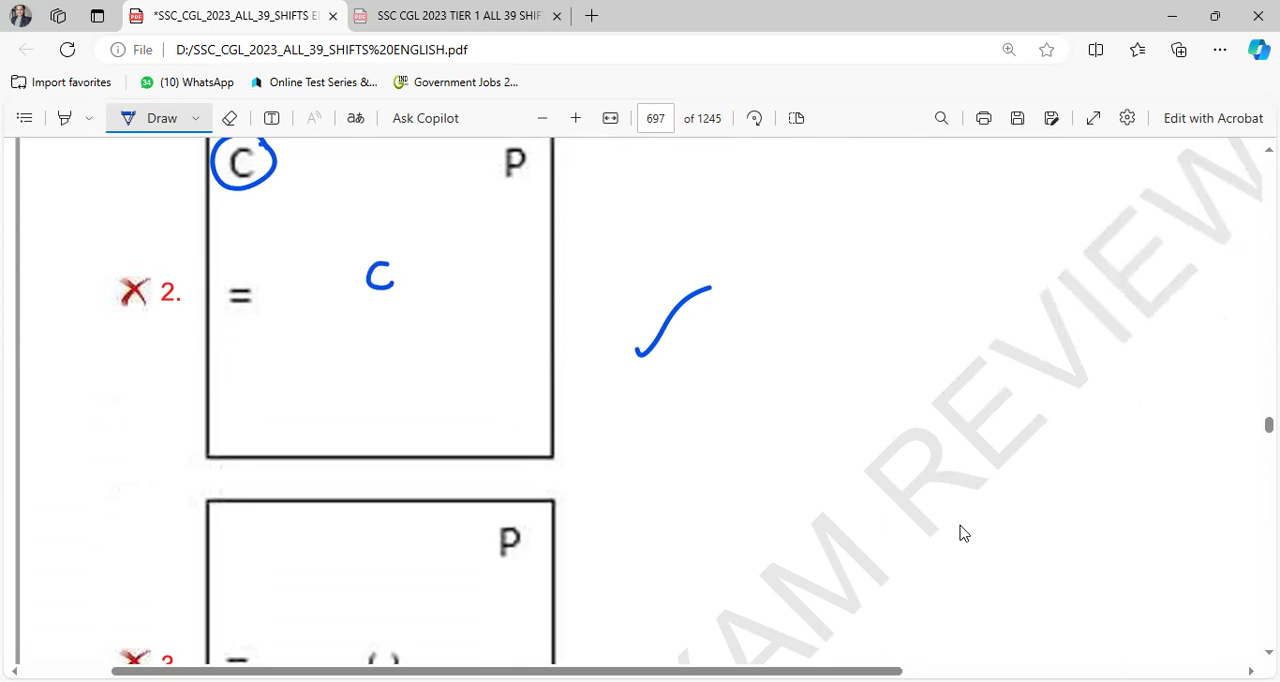 *SSC_CGL_2023_ALL_39_SHIFTS E
SSC CGL 2023 TIER 1 ALL 39 SHIF
File
D:/SSC_CGL_2023_ALL_39_SHIFTS%20ENGLISH.pdf
Import favorites
(10) WhatsApp
Online Test Series &...
Government Jobs 2...
Draw
Ask Copilot
697
of 1245
Edit with Acrobat
C P
2. = C
P
EXAM REVIEW